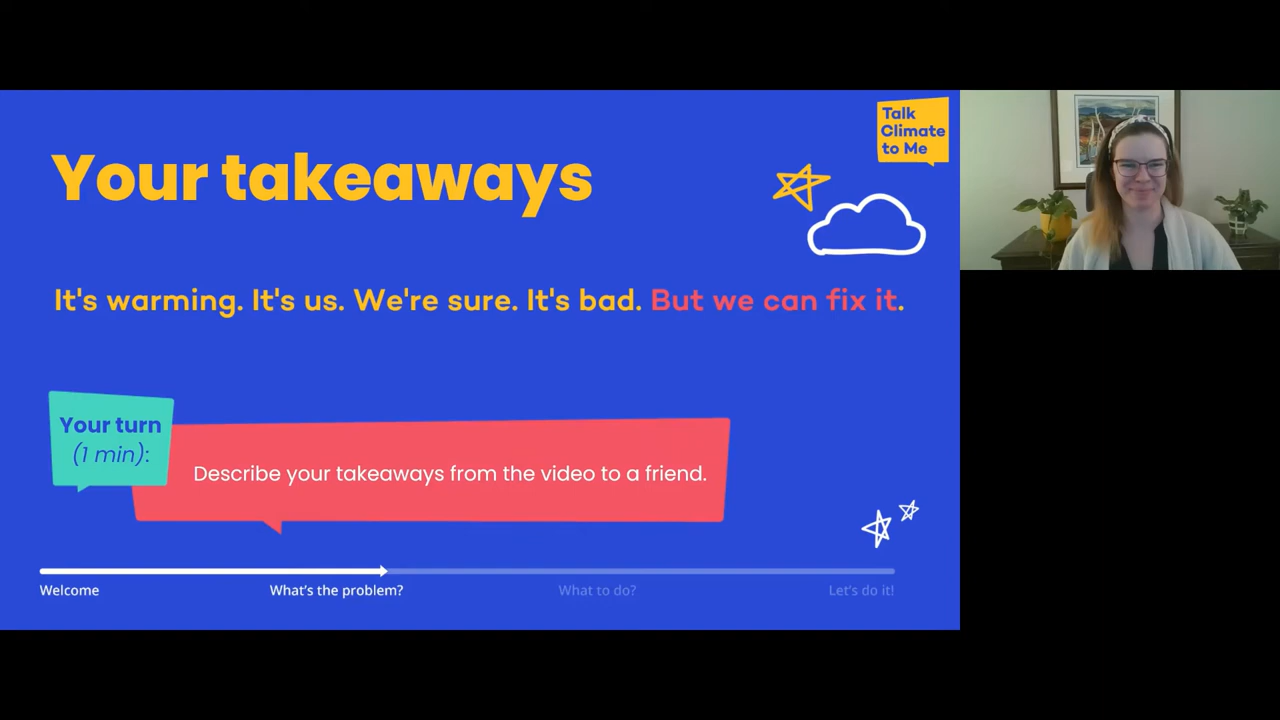 Talk
Climate
to Me
Your takeaways
It's warming. It's us. We're sure. It's bad. But we can fix it.
Your turn
(1 min):
Describe your takeaways from the video to a friend.
Welcome
What's the problem?
What to do?
Let's do it!